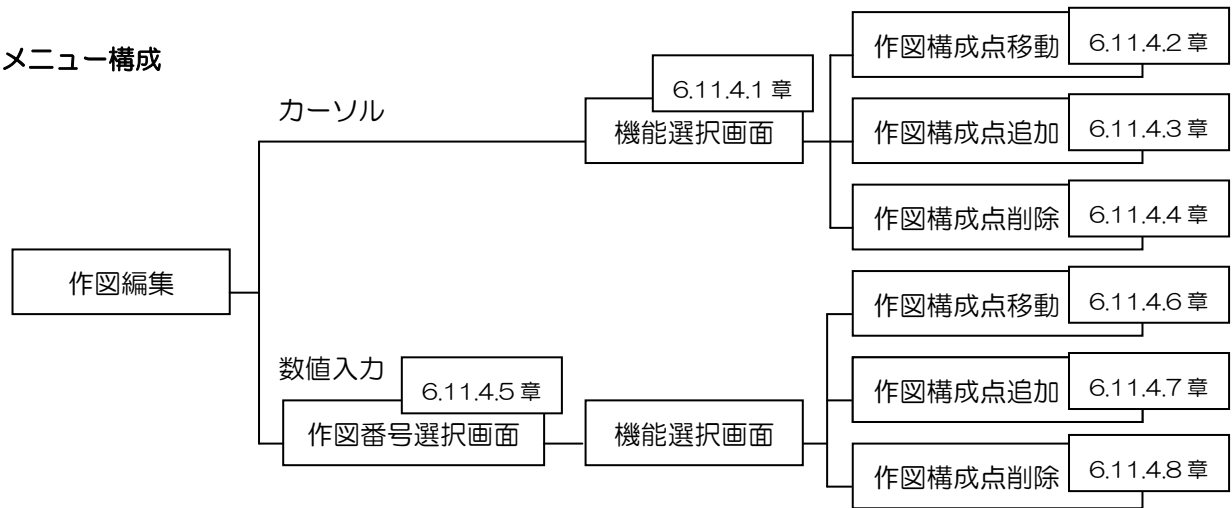 メニュー構成
カーソル
6.11.4.1 章
機能選択画面
作図構成点移動
6.11.4.2 章
作図構成点追加
6.11.4.3 章
作図構成点削除
6.11.4.4 章
作図編集
数値入力
6.11.4.5 章
作図番号選択画面
機能選択画面
作図構成点移動
6.11.4.6 章
作図構成点追加
6.11.4.7 章
作図構成点削除
6.11.4.8 章